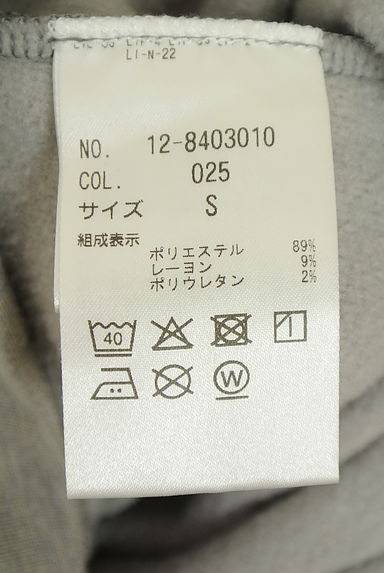 LI-N-22
NO. 12-8403010
COL. 025
サイズ S
組成表示
ポリエステル 89%
レーヨン 9%
ポリウレタン 2%
40
W